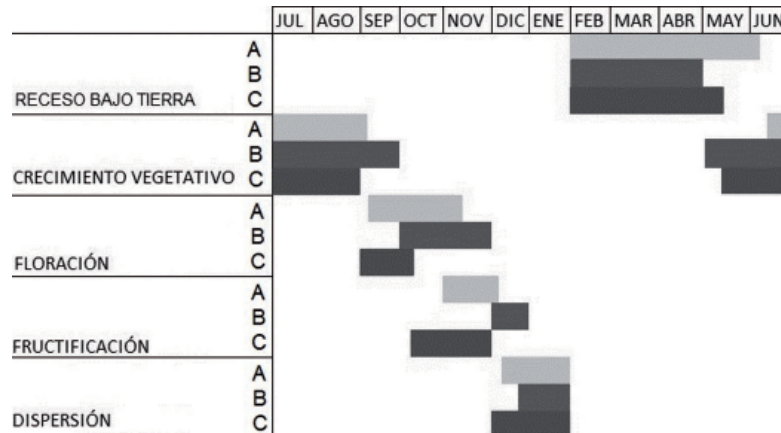 JUL AGO SEP OCT NOV DIC ENE FEB MAR ABR MAY JUN
A
B
RECESO BAJO TIERRA C
A
B
CRECIMIENTO VEGETATIVO C
A
B
FLORACIÓN C
A
B
FRUCTIFICACIÓN C
A
B
DISPERSIÓN C